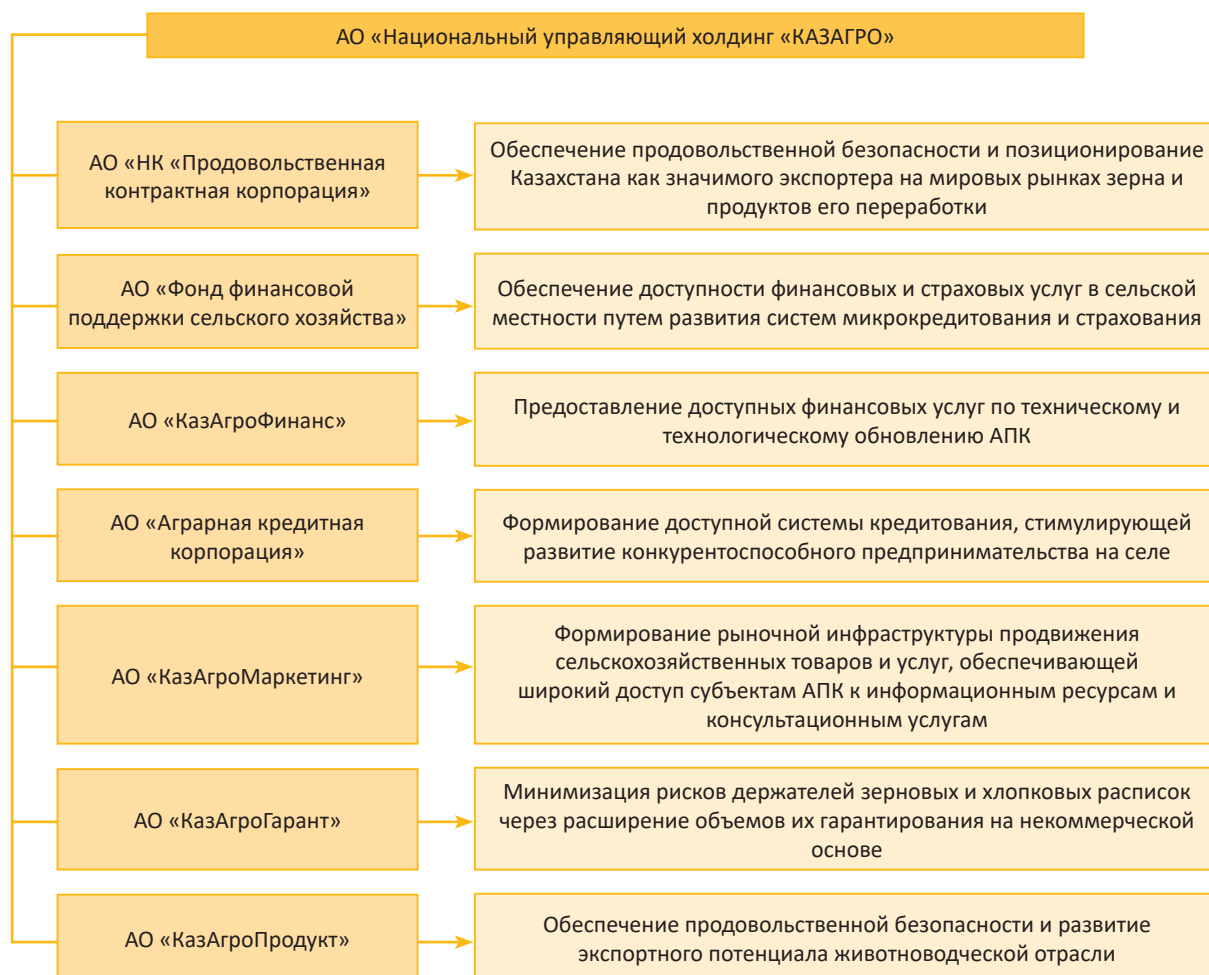 АО «Национальный управляющий холдинг «КАЗАГРО»
АО «НК «Продовольственная
контрактная корпорация»
Обеспечение продовольственной безопасности и позиционирование
Казахстана как значимого экспортера на мировых рынках зерна и
продуктов его переработки
АО «Фонд финансовой
поддержки сельского хозяйства»
Обеспечение доступности финансовых и страховых услуг в сельской
местности путем развития систем микрокредитования и страхования
АО «КазАгроФинанс»
Предоставление доступных финансовых услуг по техническому и
технологическому обновлению АПК
АО «Аграрная кредитная
корпорация»
Формирование доступной системы кредитования, стимулирующей
развитие конкурентоспособного предпринимательства на селе
АО «КазАгроМаркетинг»
Формирование рыночной инфраструктуры продвижения
сельскохозяйственных товаров и услуг, обеспечивающей
широкий доступ субъектам АПК к информационным ресурсам и
консультационным услугам
АО «КазАгроГарант»
Минимизация рисков держателей зерновых и хлопковых расписок
через расширение объемов их гарантирования на некоммерческой
основе
АО «КазАгроПродукт»
Обеспечение продовольственной безопасности и развитие
экспортного потенциала животноводческой отрасли